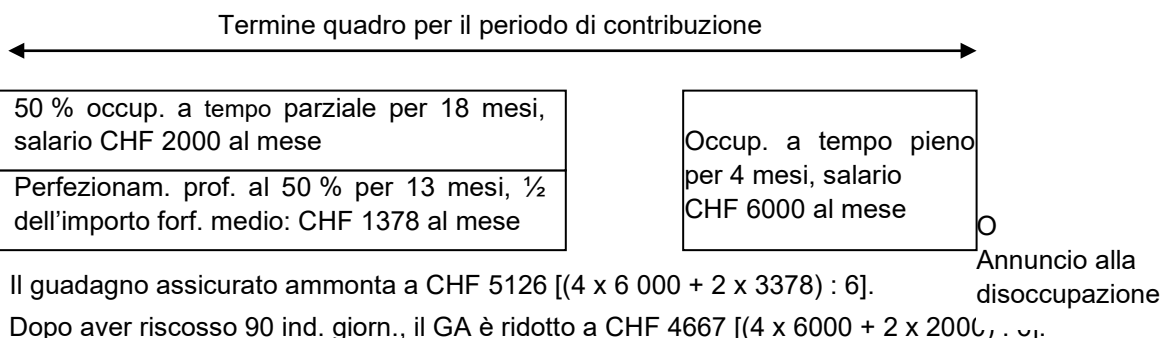 Termine quadro per il periodo di contribuzione
50 % occup. a tempo parziale per 18 mesi,
salario CHF 2000 al mese
Perfezionam. prof. al 50 % per 13 mesi, ½
dell'importo forf. medio: CHF 1378 al mese
Occup. a tempo pieno
per 4 mesi, salario
CHF 6000 al mese
O
Annuncio alla
disoccupazione
Il guadagno assicurato ammonta a CHF 5126 [(4 x 6 000 + 2 x 3378) : 6].
Dopo aver riscosso 90 ind. giorn., il GA è ridotto a CHF 4667 [(4 x 6000 + 2 x